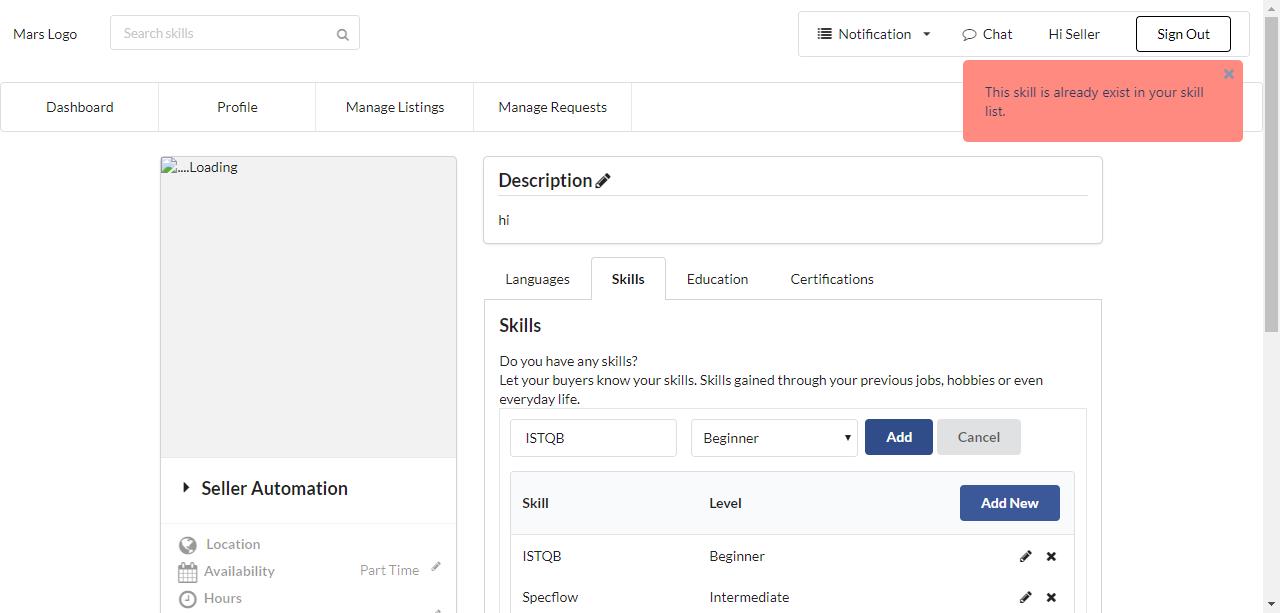 Mars Logo
Search skills
Notification
Chat
Hi Seller
Sign Out
This skill is already exist in your skill
list.
Dashboard
Profile
Manage Listings
Manage Requests
....Loading
Description
hi
Languages
Skills
Education
Certifications
Skills
Do you have any skills?
Let your buyers know your skills. Skills gained through your previous jobs, hobbies or even
everyday life.
ISTQB
Beginner
Add
Cancel
Skill
Level
Add New
ISTQB
Beginner
Specflow
Intermediate
Seller Automation
Location
Availability
Part Time
Hours